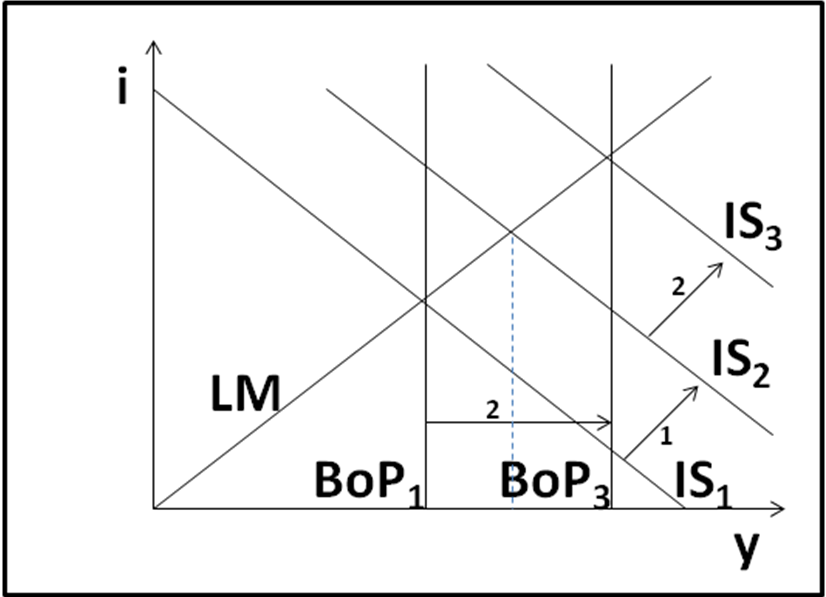 i
IS₃
2
IS₂
LM
2
1
BoP₁
BoP₃
IS₁
y